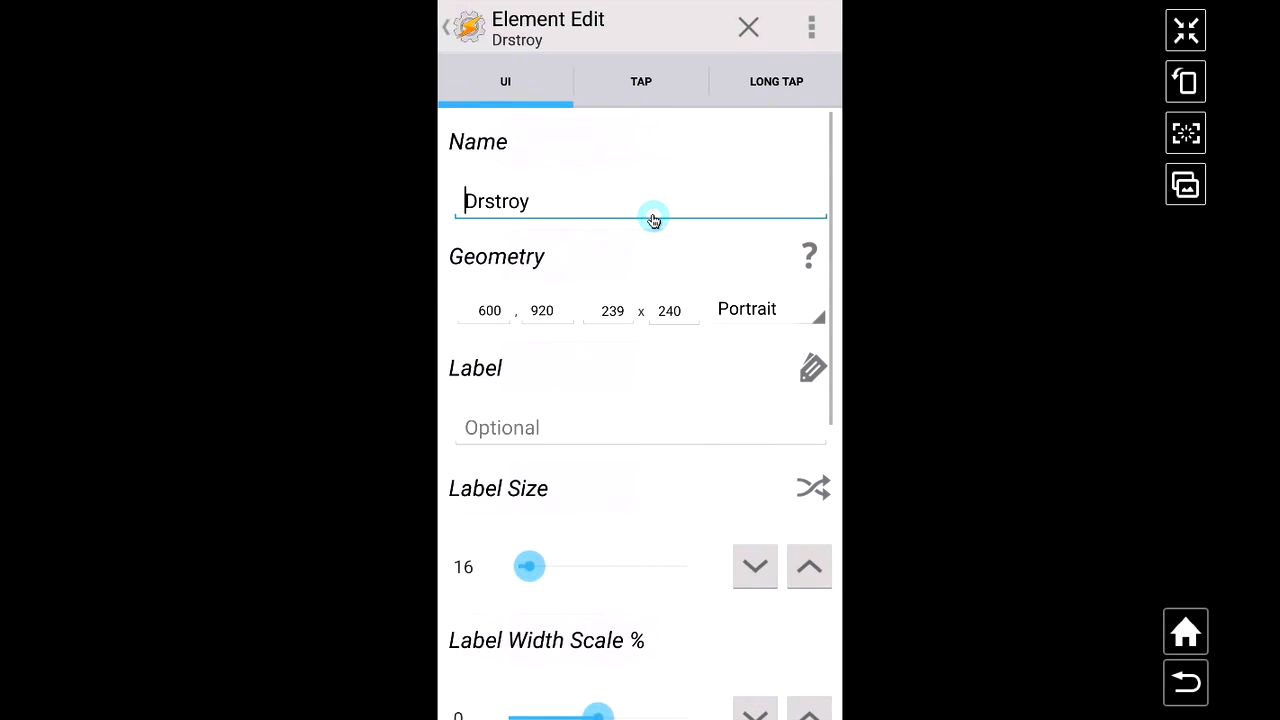 Element Edit
Drstroy
UI TAP LONG TAP
Name
Drstroy
Geometry ?
600 , 920 239 x 240 Portrait
Label
Optional
Label Size
16
Label Width Scale %
0